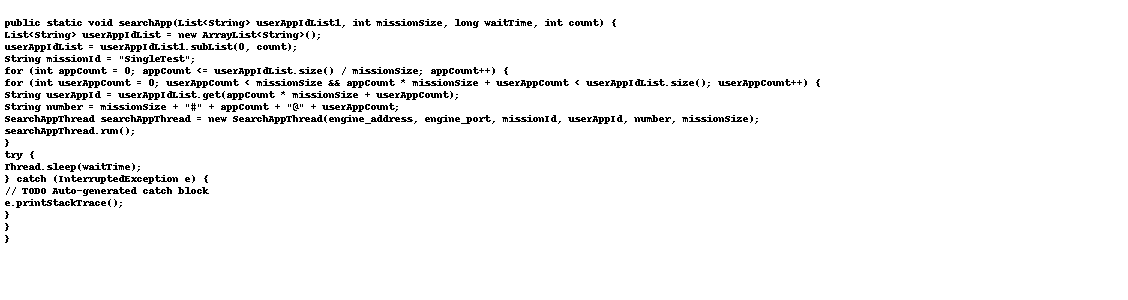 public static void searchApp(List<String> userAppIdList1, int missionSize, long waitTime, int count) {
List<String> userAppIdList = new ArrayList<String>();
userAppIdList = userAppIdList1.subList(0, count);
String missionId = "SingleTest";
for (int appCount = 0; appCount <= userAppIdList.size() / missionSize; appCount++) {
for (int userAppCount = 0; userAppCount < missionSize && appCount * missionSize + userAppCount < userAppIdList.size(); userAppCount++) {
String userAppId = userAppIdList.get(appCount * missionSize + userAppCount);
String number = missionSize + "#" + appCount + "@" + userAppCount;
SearchAppThread searchAppThread = new SearchAppThread(engine_address, engine_port, missionId, userAppId, number, missionSize);
searchAppThread.run();
}
try {
Thread.sleep(waitTime);
} catch (InterruptedException e) {
// TODO Auto-generated catch block
e.printStackTrace();
}
}
}